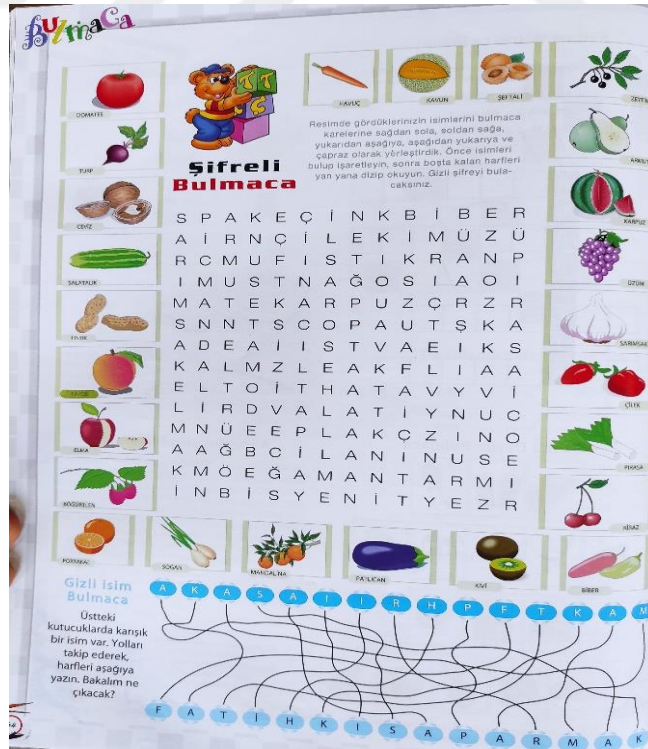 Bulmaca
DOMATES
TURP
CEVİZ
SALATALIK
ELMA
BÖĞÜRTLEN
HAVUÇ
KAVUN
ŞEFTALİ
Şifreli
Bulmaca
Resimde gördüklerinizin isimlerini bulmaca
karelerine sağdan sola, soldan sağa,
yukarıdan aşağıya, aşağıdan yukarıya ve
çapraz olarak yerleştirdik. Önce isimleri
bulup işaretleyin, sonra boşta kalan harfleri
yan yana dizip okuyun. Gizli şifreyi bula-
caksınız.
KARPUZ
ÜZÜM
SARIMSAK
ÇİLEK
PIRASA
KİRAZ
S P A K E Ç İ N K B İ B E R
A İ R N Ç İ L E K İ M Ü Z Ü
R C M U F I S T I K R A N P
I M U S T N A Ğ O S I A O I
M A T E K A R P U Z Ç R Z R
S N N T S C O P A U T Ş K A
A D E A İ I S T V A E I K S
K A L M Z L E A K F L I A A
E L T O İ T H A T A V Y V İ
L I R D V A L A T İ Y N U C
M N Ü E E P L A K Ç Z I N O
A A Ğ B C İ L A N I N U S E
K M Ö E Ğ A M A N T A R M I
İ N B İ S Y E N İ T Y E Z R
PORTAKAL
SOĞAN
MANDALİNA
PATLICAN
KİVİ
BİBER
Gizli isim
Bulmaca
Üstteki
kutucuklarda karışık
bir isim var. Yolları
takip ederek,
harfleri aşağıya
yazın. Bakalım ne
çıkacak?
A K A S A I I R H P F T K A M
F A T İ H K I S A P A R M A K